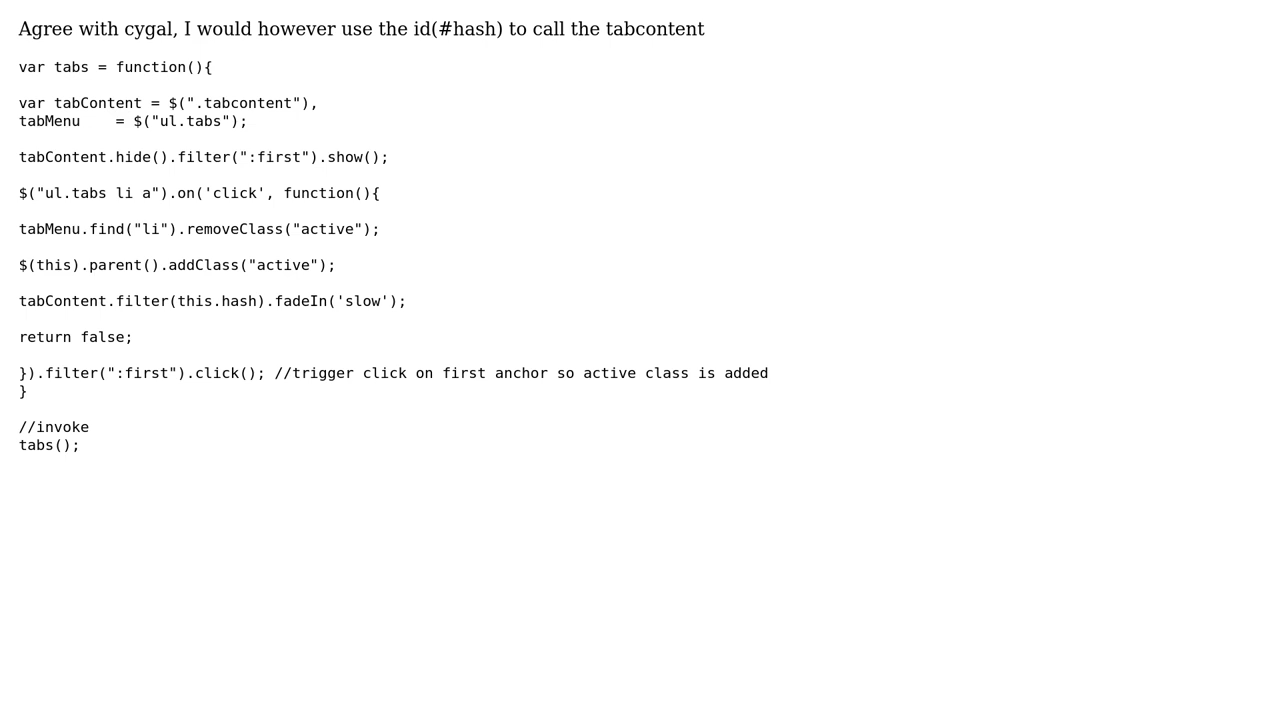 Agree with cygal, I would however use the id(#hash) to call the tabcontent
var tabs = function(){
var tabContent = $(".tabcontent"),
tabMenu    = $("ul.tabs");
tabContent.hide().filter(":first").show();
$("ul.tabs li a").on('click', function(){
tabMenu.find("li").removeClass("active");
$(this).parent().addClass("active");
tabContent.filter(this.hash).fadeIn('slow');
return false;
}).filter(":first").click(); //trigger click on first anchor so active class is added
}
//invoke
tabs();